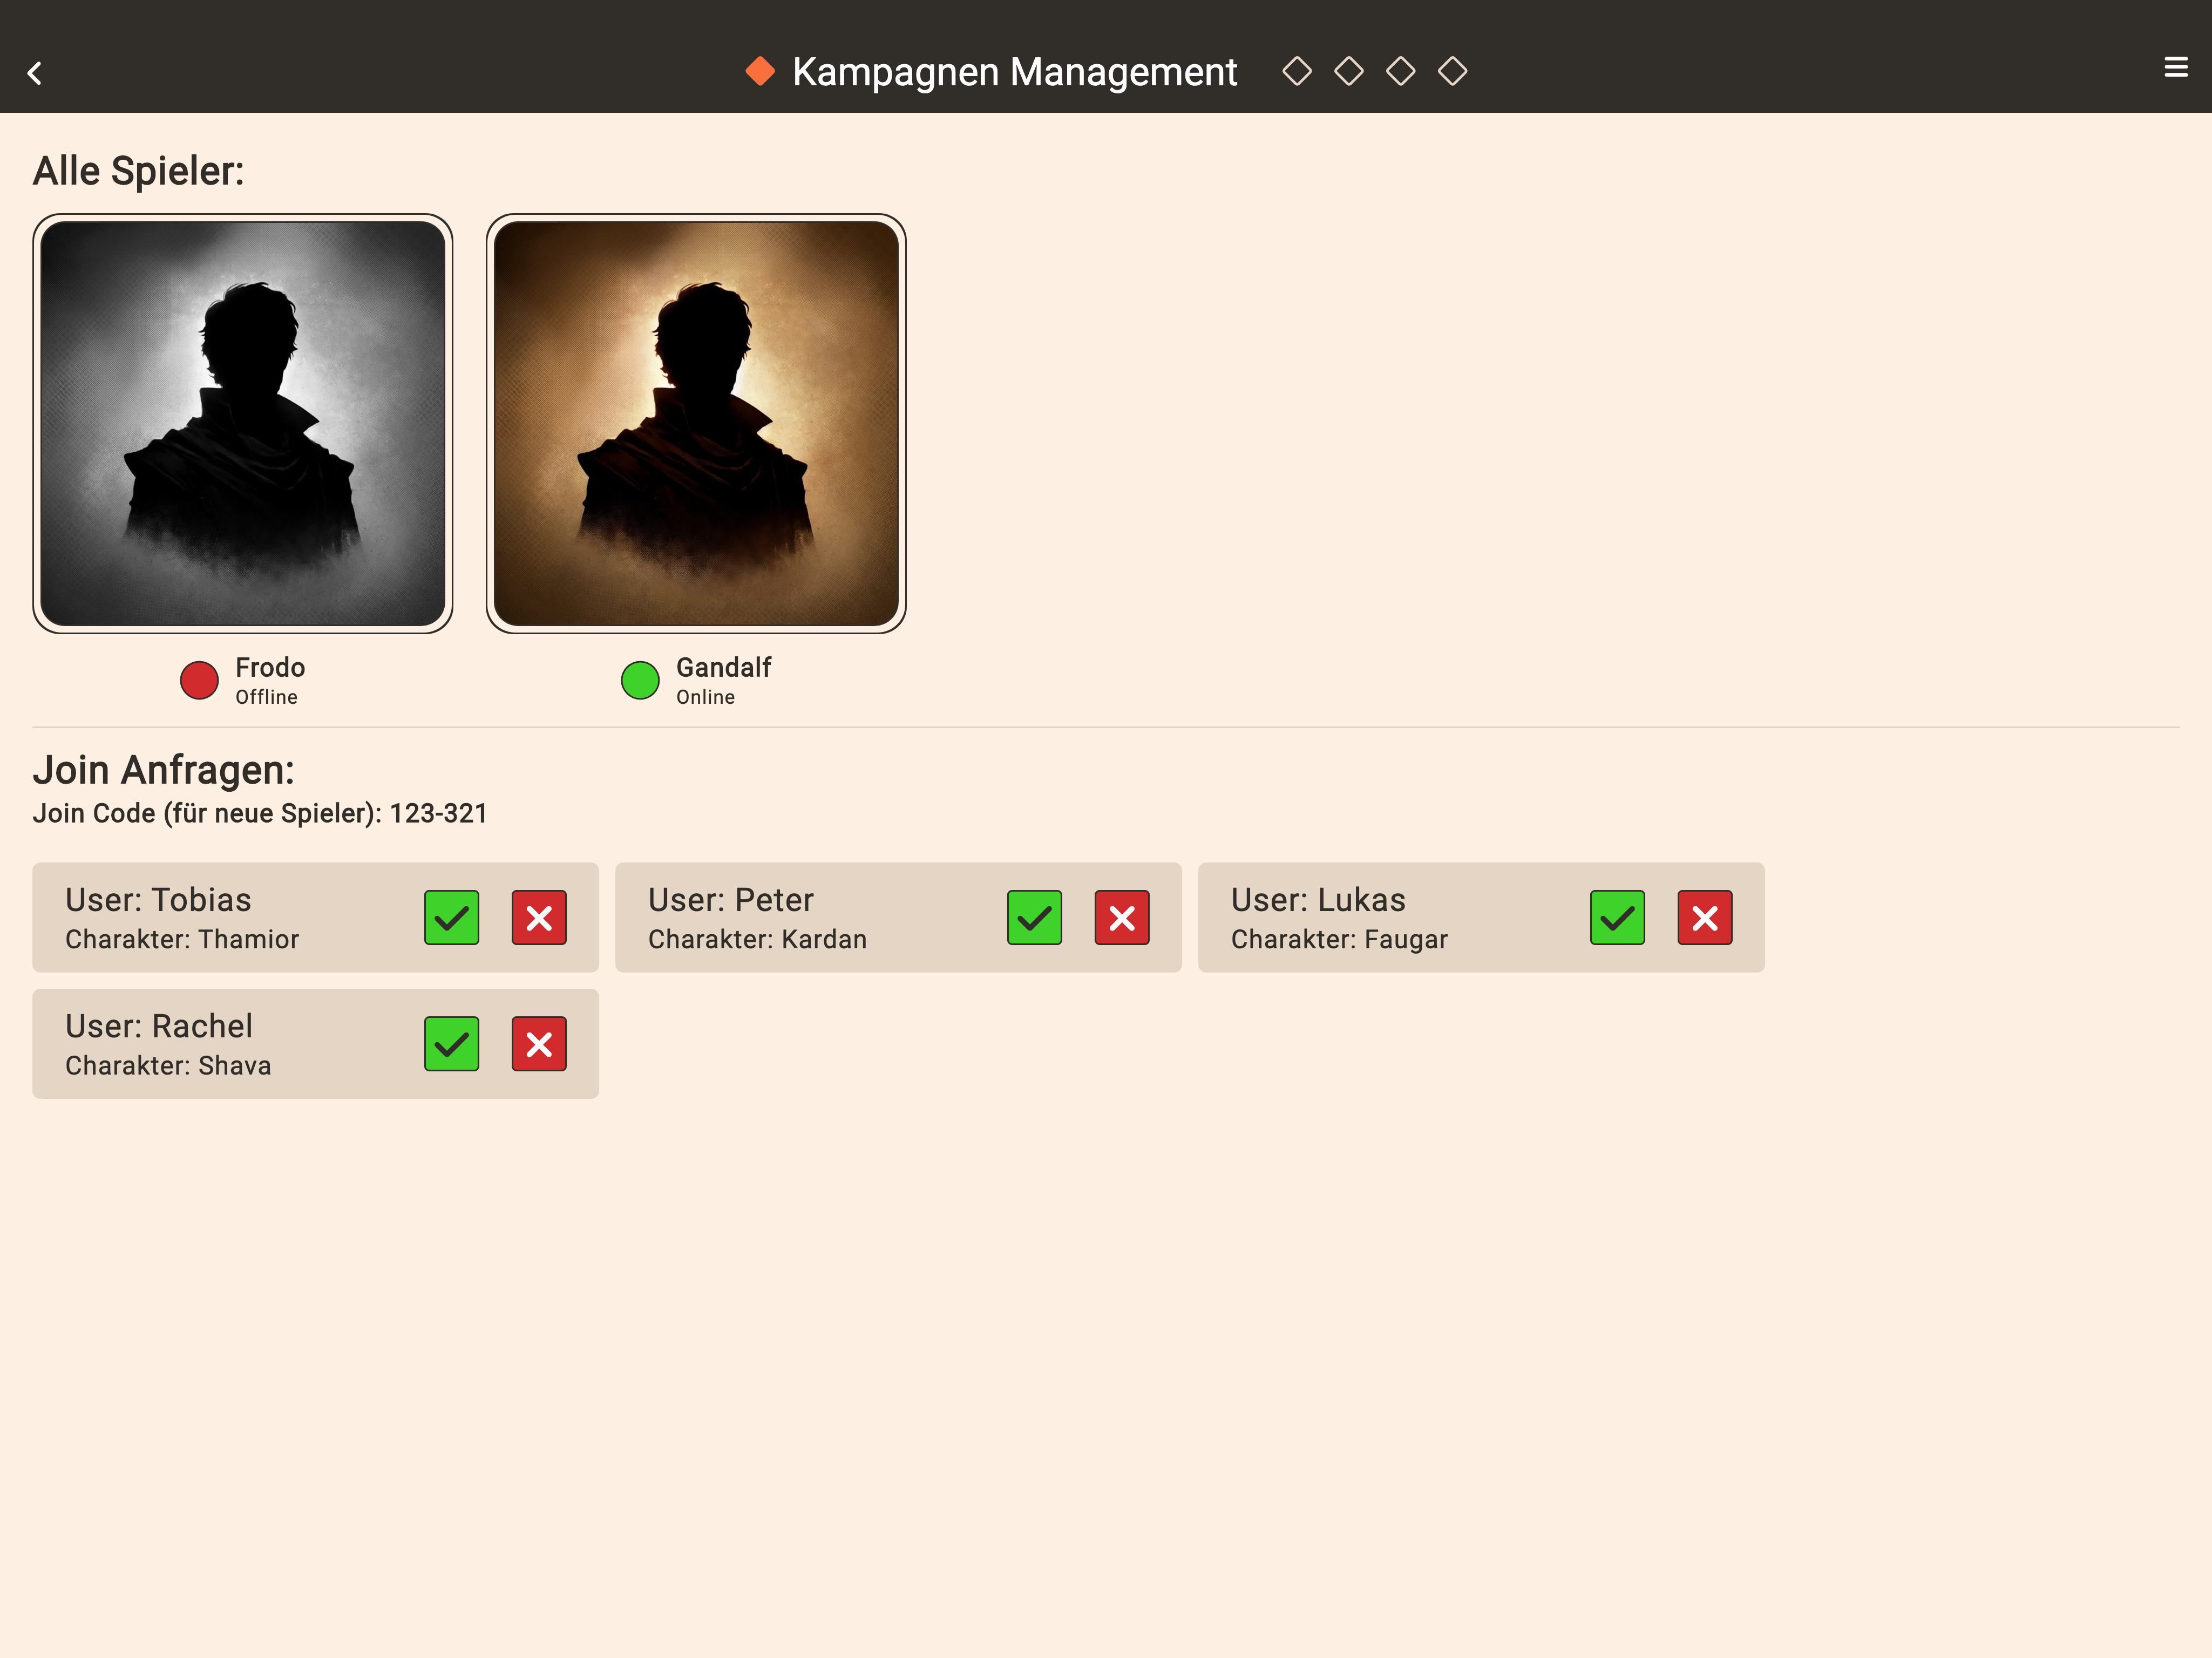 Kampagnen Management
Alle Spieler:
Frodo
Offline
Gandalf
Online
Join Anfragen:
Join Code (für neue Spieler): 123-321
User: Tobias
Charakter: Thamior
User: Peter
Charakter: Kardan
User: Lukas
Charakter: Faugar
User: Rachel
Charakter: Shava